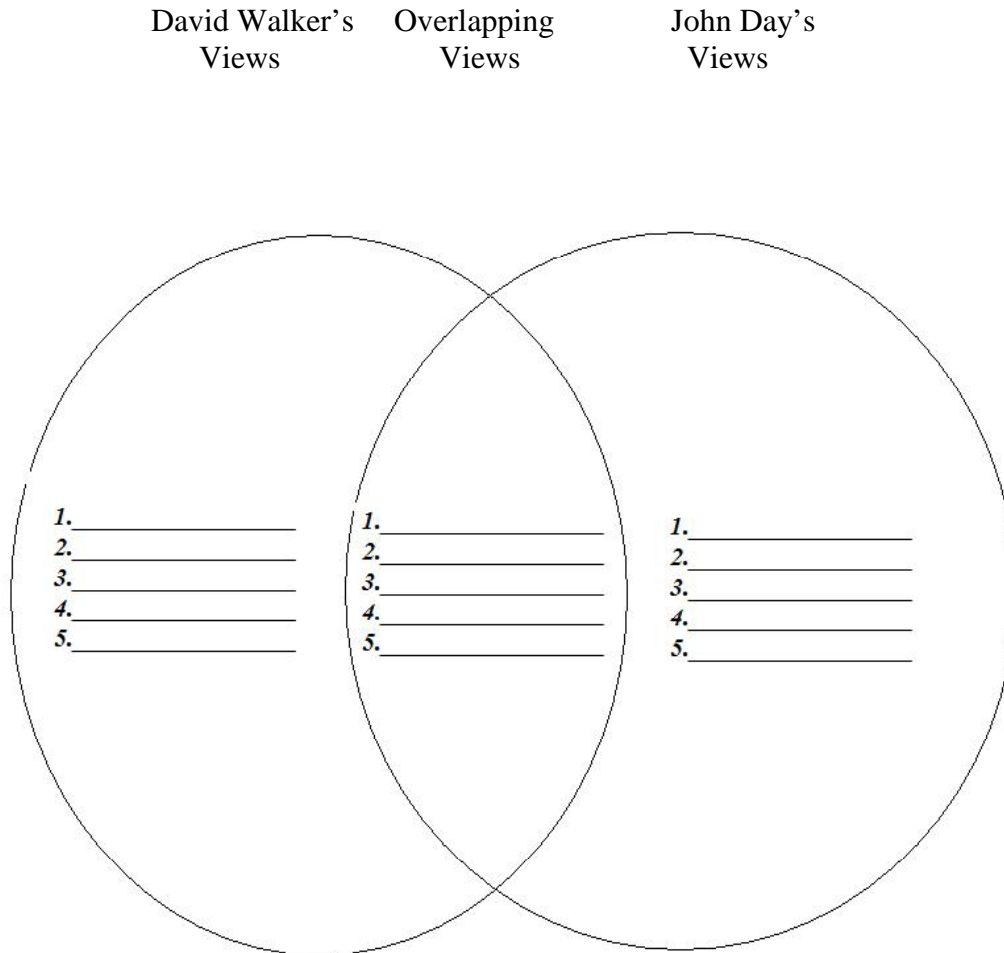 David Walker's Overlapping John Day's
Views Views Views
1. 1. 1.
2. 2. 2.
3. 3. 3.
4. 4. 4.
5. 5. 5.